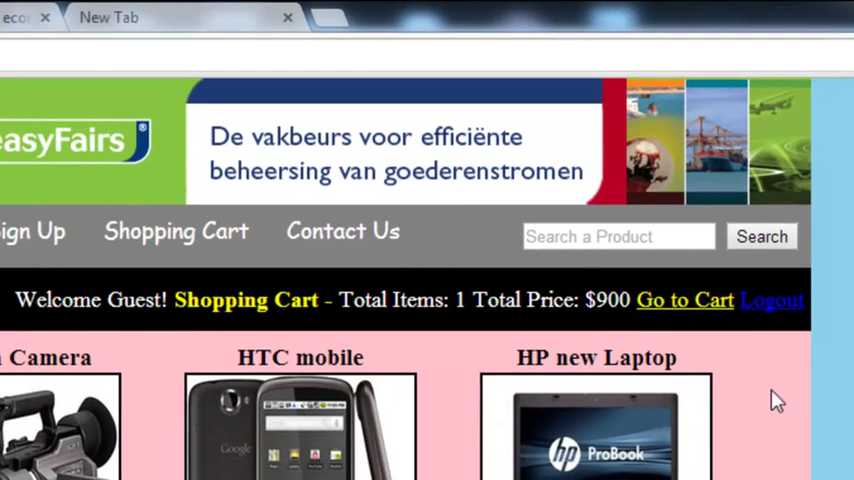 eco
New Tab
easyFairs®
De vakbeurs voor efficiënte
beheersing van goederenstromen
ign Up
Shopping Cart
Contact Us
Search a Product
Search
Welcome Guest! Shopping Cart - Total Items: 1 Total Price: $900 Go to Cart Logout
Camera
HTC mobile
HP new Laptop
Google
hp ProBook